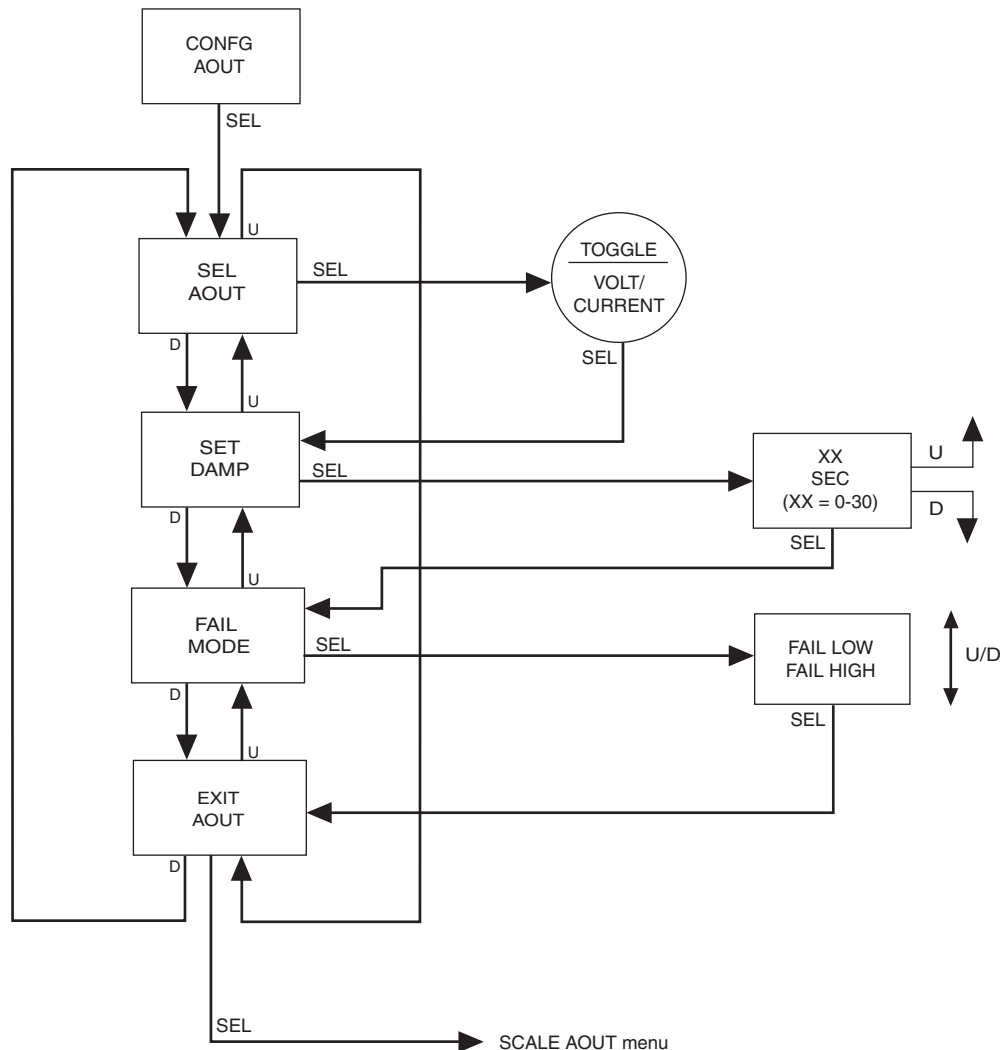 CONFG
AOUT
SEL
U
SEL
AOUT
SEL
TOGGLE
VOLT/
CURRENT
SEL
D
U
SET
DAMP
SEL
XX
SEC
(XX = 0-30)
U
D
SEL
D
U
FAIL
MODE
SEL
FAIL LOW
FAIL HIGH
U/D
SEL
D
U
EXIT
AOUT
D
SEL
SCALE AOUT menu